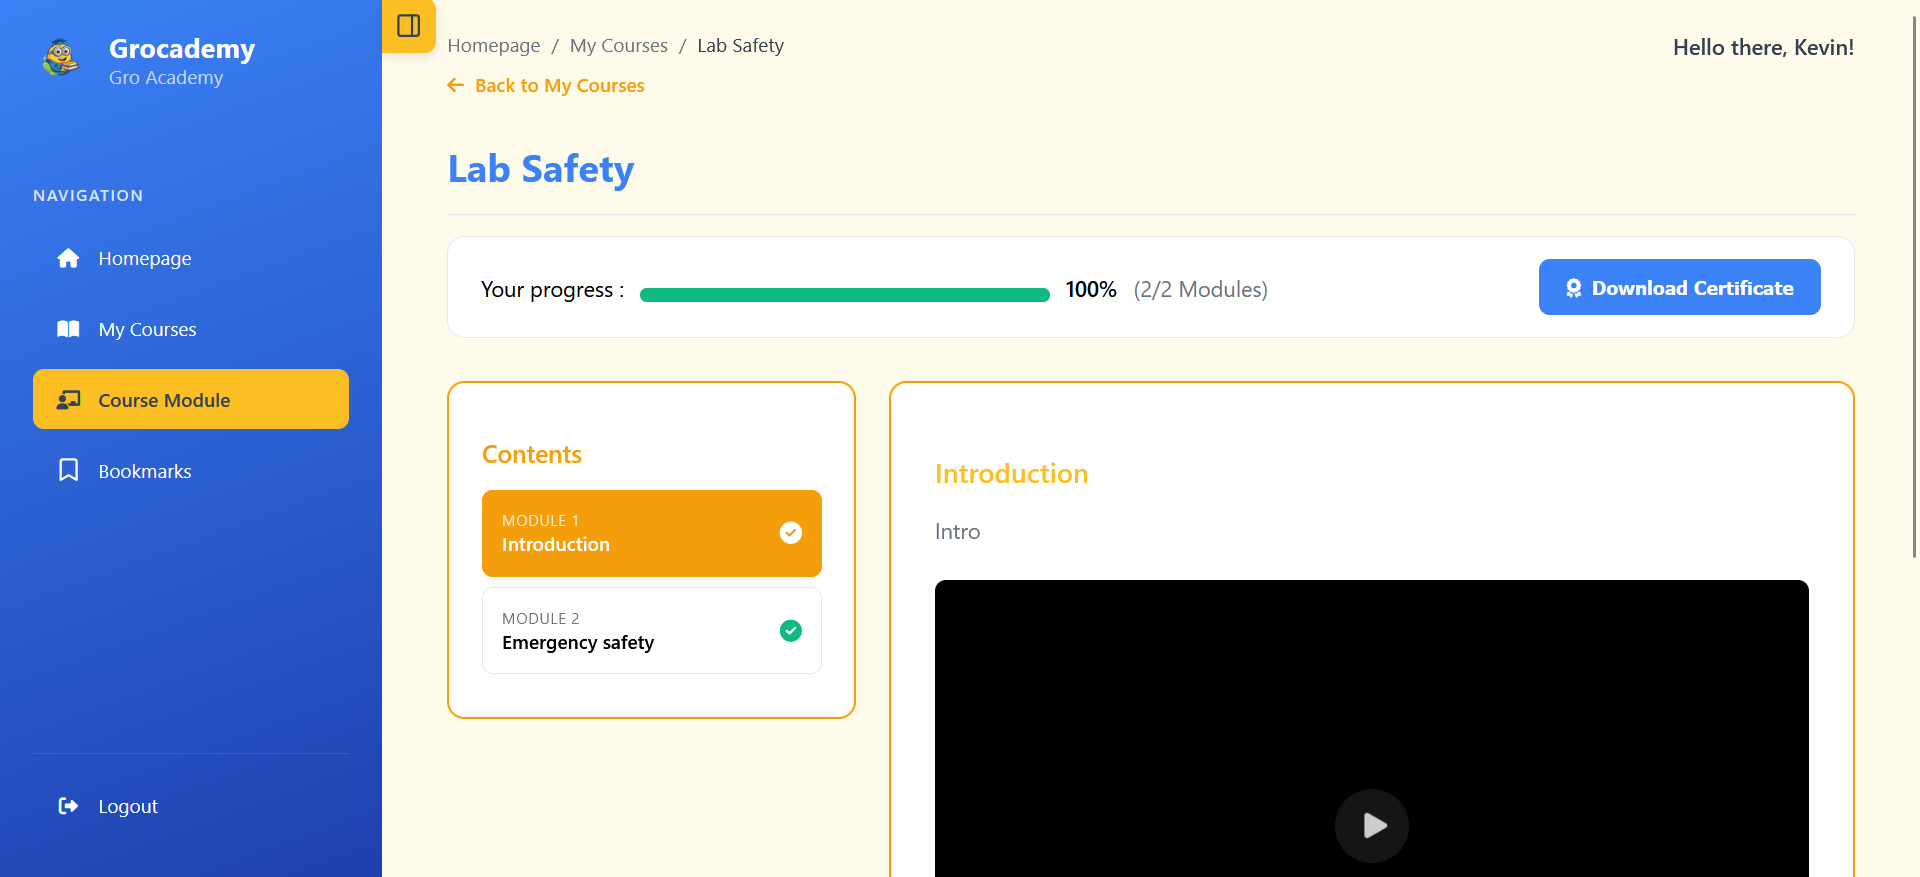 Grocademy
Gro Academy
NAVIGATION
Homepage
My Courses
Course Module
Bookmarks
Logout
Homepage / My Courses / Lab Safety
Hello there, Kevin!
Back to My Courses
Lab Safety
Your progress : 100% (2/2 Modules)
Download Certificate
Contents
MODULE 1
Introduction
MODULE 2
Emergency safety
Introduction
Intro